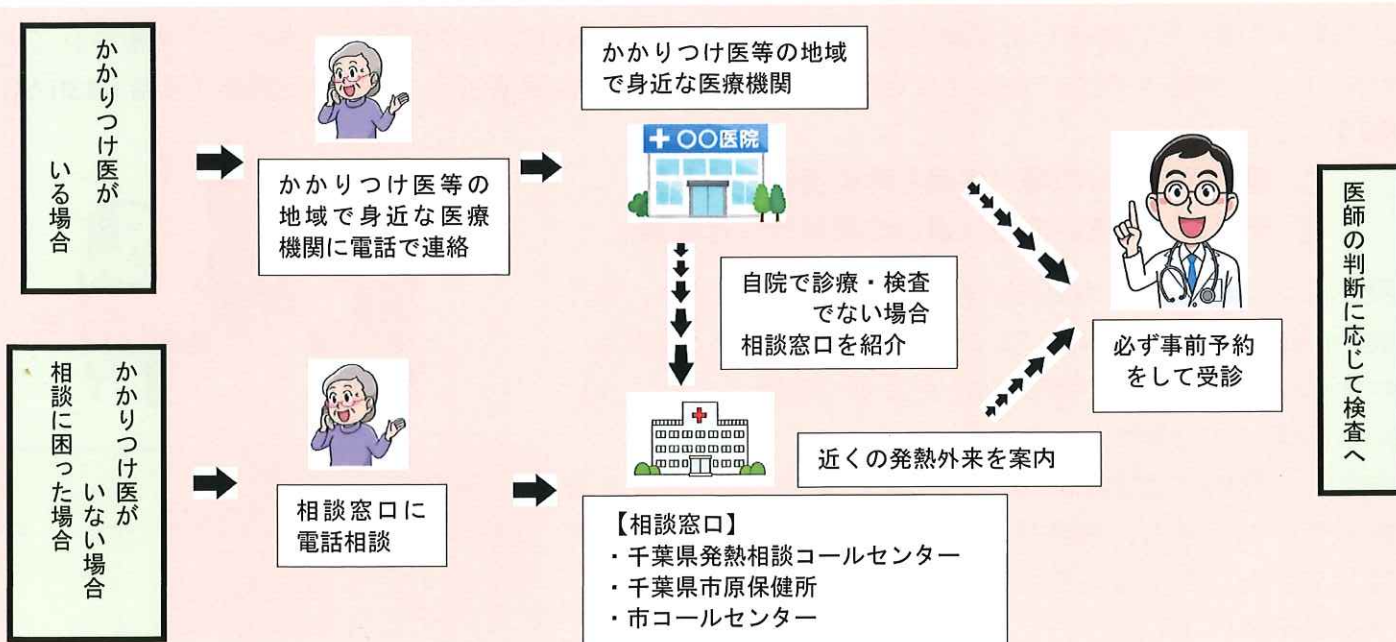 かかりつけ医が
いる場合
かかりつけ医等の
地域で身近な医療
機関に電話で連絡
かかりつけ医等の地域
で身近な医療機関
○○医院
自院で診療・検査
でない場合
相談窓口を紹介
必ず事前予約
をして受診
医師の判断に応じて検査へ
かかりつけ医が
いない場合
相談に困った場合
相談窓口に
電話相談
近くの発熱外来を案内
【相談窓口】
・千葉県発熱相談コールセンター
・千葉県市原保健所
・市コールセンター